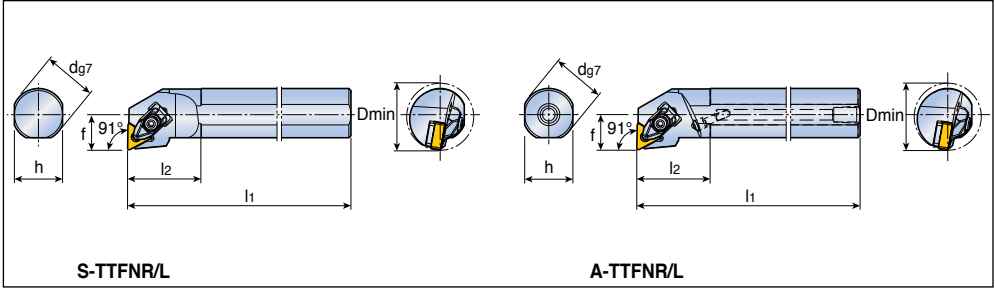 dg7
f
91°
h
l2
l1
Dmin
S-TTFNR/L
dg7
f
91°
h
l2
l1
Dmin
A-TTFNR/L